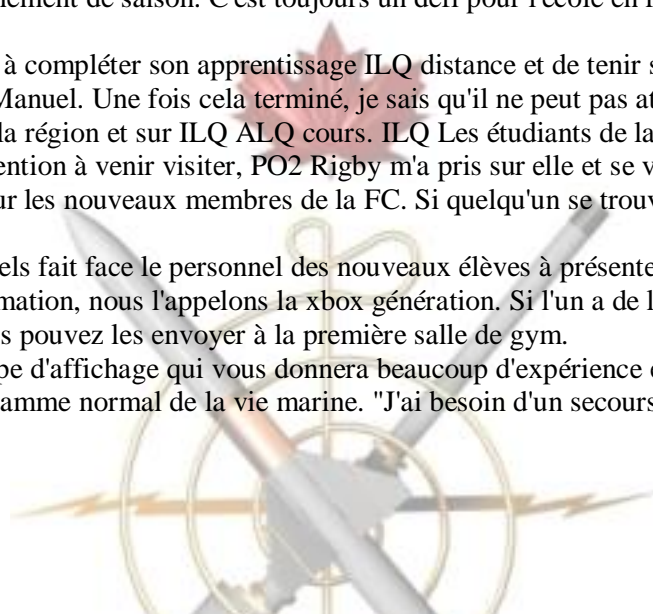 nement de saison. C'est toujours un défi pour l'école en
à compléter son apprentissage ILQ distance et de tenir s
Manuel. Une fois cela terminé, je sais qu'il ne peut pas at
la région et sur ILQ ALQ cours. ILQ Les étudiants de la
ention à venir visiter, PO2 Rigby m'a pris sur elle et se v
ur les nouveaux membres de la FC. Si quelqu'un se trouv
els fait face le personnel des nouveaux élèves à présente
mation, nous l'appelons la xbox génération. Si l'un a de l
s pouvez les envoyer à la première salle de gym.
pe d'affichage qui vous donnera beaucoup d'expérience
amme normal de la vie marine. "J'ai besoin d'un secours